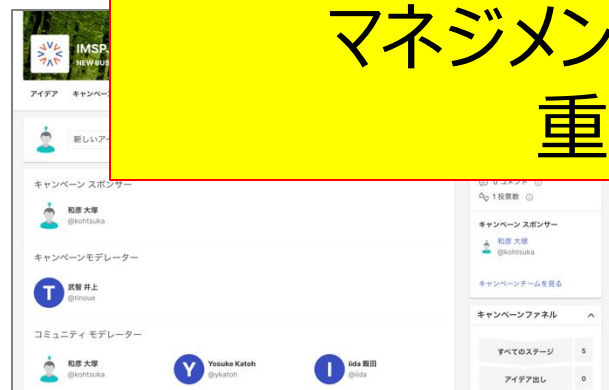 マネジメン
重
IMSP.
NEW BUS
アイデア キャンペー
新しいア
キャンペーン スポンサー
和彦 大塚
@kohtsuka
キャンペーンモデレーター
T
武智 井上
@tinoue
コミュニティ モデレーター
和彦 大塚
@kohtsuka
Y
Yosuke Katoh
@ykatoh
I
iida 飯田
@iida
0 コメント
1 投票数
キャンペーン スポンサー
和彦 大塚
@kohtsuka
キャンペーンチームを見る
キャンペーンファネル
すべてのステージ 5
アイデア出し 0